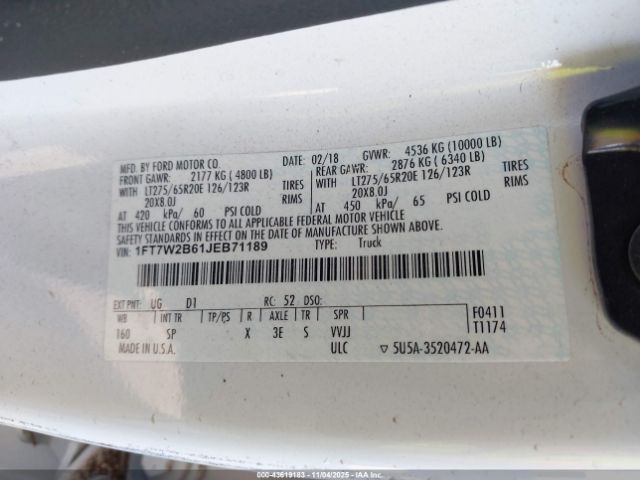 MFD. BY FORD MOTOR CO. DATE: 02/18 GVWR: 4536 KG (10000 LB)
FRONT GAWR: 2177 KG ( 4800 LB) REAR GAWR: 2876 KG ( 6340 LB)
WITH LT275/65R20E 126/123R TIRES WITH LT275/65R20E 126/123R TIRES
20X8.0J RIMS 20X8.0J RIMS
AT 420 kPa/ 60 PSI COLD AT 450 kPa/ 65 PSI COLD
THIS VEHICLE CONFORMS TO ALL APPLICABLE FEDERAL MOTOR VEHICLE
SAFETY STANDARDS IN EFFECT ON THE DATE OF MANUFACTURE SHOWN ABOVE.
VIN: 1FT7W2B61JEB71189 TYPE: Truck
EXT PNT: UG D1 RC: 52 DSO:
WB INT TR TP/PS R AXLE TR SPR F0411
160 SP X 3E S VVJJ T1174
MADE IN U.S.A. ULC ▽ 5U5A-3520472-AA
000-43619183 - 11/04/2025 - IAAI.COM